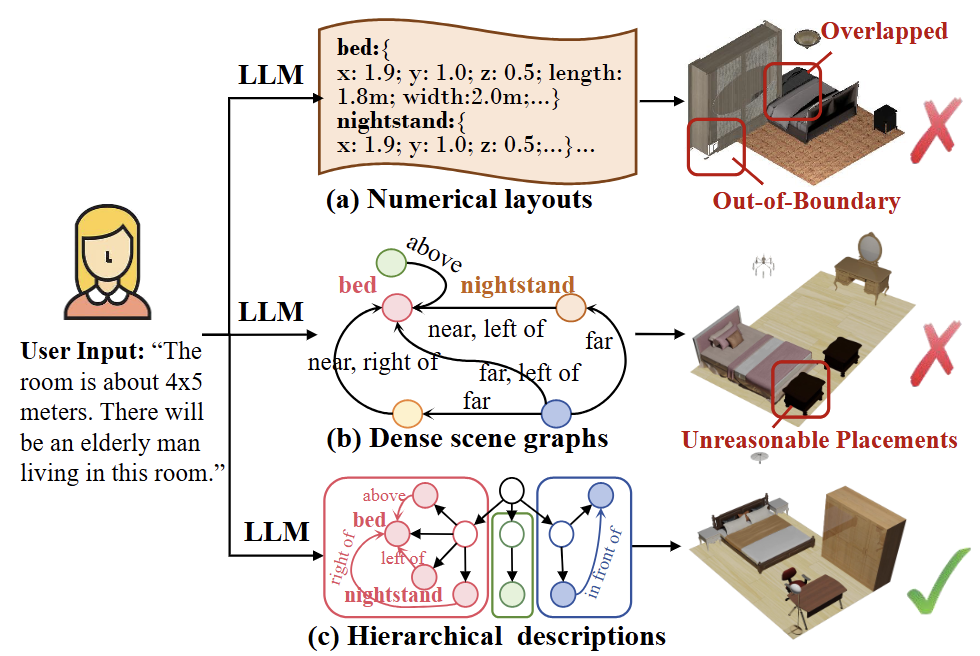 LLM
bed:{
x: 1.9; y: 1.0; z: 0.5; length:
1.8m; width:2.0m;...}
nightstand:{
x: 1.9; y: 1.0; z: 0.5;...}...
Overlapped
Out-of-Boundary
(a) Numerical layouts
LLM
above
bed
nightstand
near, left of
far
near, right of
far, left of
far
Unreasonable Placements
(b) Dense scene graphs
User Input: “The
room is about 4x5
meters. There will
be an elderly man
living in this room.”
LLM
above
bed
right of
left of
nightstand
in front of
(c) Hierarchical descriptions